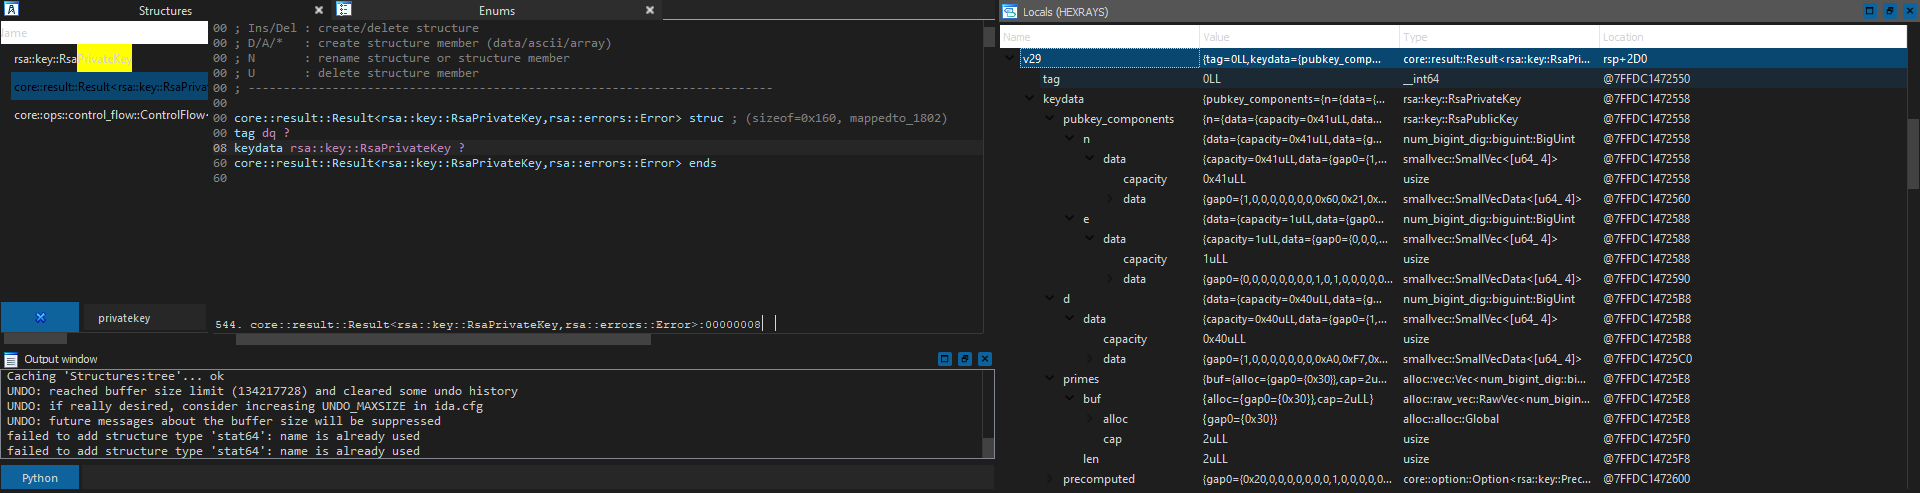 Structures
Enums
Name
rsa::key::RsaPrivateKey
core::result::Result<rsa::key::RsaPrivat
core::ops::control_flow::ControlFlow<
00 ; Ins/Del : create/delete structure
00 ; D/A/* : create structure member (data/ascii/array)
00 ; N : rename structure or structure member
00 ; U : delete structure member
00 ; ---------------------------------------------------------------------------
00
00 core::result::Result<rsa::key::RsaPrivateKey,rsa::errors::Error> struc ; (sizeof=0x160, mappedto_1802)
00 tag dq ?
08 keydata rsa::key::RsaPrivateKey ?
60 core::result::Result<rsa::key::RsaPrivateKey,rsa::errors::Error> ends
60
privatekey
544. core::result::Result<rsa::key::RsaPrivateKey,rsa::errors::Error>:00000008
Output window
Caching 'Structures:tree'... ok
UNDO: reached buffer size limit (134217728) and cleared some undo history
UNDO: if really desired, consider increasing UNDO_MAXSIZE in ida.cfg
UNDO: future messages about the buffer size will be suppressed
failed to add structure type 'stat64': name is already used
failed to add structure type 'stat64': name is already used
Python
Locals (HEXRAYS)
Name Value Type Location
v29 {tag=0LL,keydata={pubkey_comp... core::result::Result<rsa::key::RsaPri... rsp+2D0
tag 0LL __int64 @7FFDC1472550
keydata {pubkey_components={n={data={... rsa::key::RsaPrivateKey @7FFDC1472558
pubkey_components {n={data={capacity=0x41uLL,data... rsa::key::RsaPublicKey @7FFDC1472558
n {data={capacity=0x41uLL,data={g... num_bigint_dig::biguint::BigUint @7FFDC1472558
data {capacity=0x41uLL,data={gap0={1,... smallvec::SmallVec<[u64_ 4]> @7FFDC1472558
capacity 0x41uLL usize @7FFDC1472558
data {gap0={1,0,0,0,0,0,0,0,0x60,0x21,0x... smallvec::SmallVecData<[u64_ 4]> @7FFDC1472560
e {data={capacity=1uLL,data={gap0... num_bigint_dig::biguint::BigUint @7FFDC1472588
data {capacity=1uLL,data={gap0={0,0,0,... smallvec::SmallVec<[u64_ 4]> @7FFDC1472588
capacity 1uLL usize @7FFDC1472588
data {gap0={0,0,0,0,0,0,0,0,1,0,1,0,0,0,0,0... smallvec::SmallVecData<[u64_ 4]> @7FFDC1472590
d {data={capacity=0x40uLL,data={g... num_bigint_dig::biguint::BigUint @7FFDC14725B8
data {capacity=0x40uLL,data={gap0={1,... smallvec::SmallVec<[u64_ 4]> @7FFDC14725B8
capacity 0x40uLL usize @7FFDC14725B8
data {gap0={1,0,0,0,0,0,0,0,0xA0,0xF7,0x... smallvec::SmallVecData<[u64_ 4]> @7FFDC14725C0
primes {buf={alloc={gap0={0x30}},cap=2u... alloc::vec::Vec<num_bigint_dig::bi... @7FFDC14725E8
buf {alloc={gap0={0x30}},cap=2uLL} alloc::raw_vec::RawVec<num_bigin... @7FFDC14725E8
alloc {gap0={0x30}} alloc::alloc::Global @7FFDC14725E8
cap 2uLL usize @7FFDC14725F0
len 2uLL usize @7FFDC14725F8
precomputed {gap0={0x20,0,0,0,0,0,0,0,1,0,0,0,0,0... core::option::Option<rsa::key::Prec... @7FFDC1472600